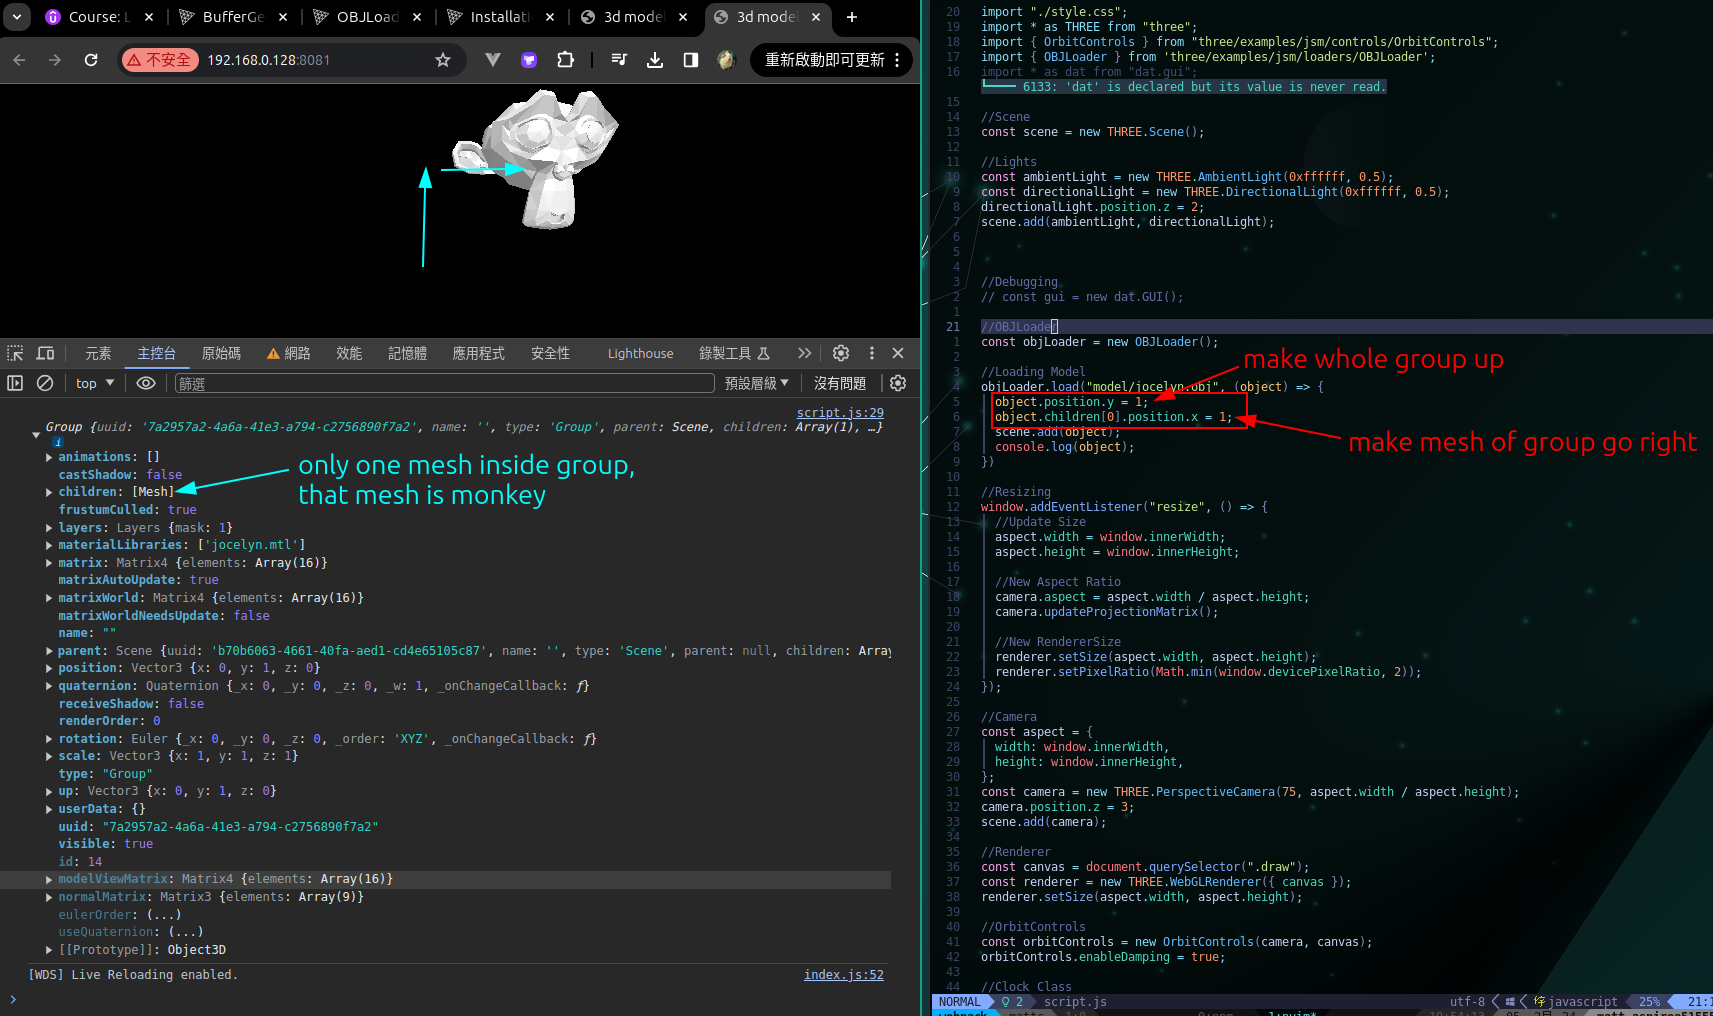 Course: L
BufferGe
OBJLoad
Installati
3d model
3d model
不安全 192.168.0.128:8081
重新啟動即可更新
元素 主控台 原始碼 網路 效能 記憶體 應用程式 安全性 Lighthouse 錄製工具
top 篩選 預設層級 沒有問題
script.js:29
Group {uuid: '7a2957a2-4a6a-41e3-a794-c2756890f7a2', name: '', type: 'Group', parent: Scene, children: Array(1), …}
animations: []
castShadow: false
children: [Mesh]
frustumCulled: true
layers: Layers {mask: 1}
materialLibraries: ['jocelyn.mtl']
matrix: Matrix4 {elements: Array(16)}
matrixAutoUpdate: true
matrixWorld: Matrix4 {elements: Array(16)}
matrixWorldNeedsUpdate: false
name: ""
parent: Scene {uuid: 'b70b6063-4661-40fa-aed1-cd4e65105c87', name: '', type: 'Scene', parent: null, children: Array
position: Vector3 {x: 0, y: 1, z: 0}
quaternion: Quaternion {_x: 0, _y: 0, _z: 0, _w: 1, _onChangeCallback: ƒ}
receiveShadow: false
renderOrder: 0
rotation: Euler {_x: 0, _y: 0, _z: 0, _order: 'XYZ', _onChangeCallback: ƒ}
scale: Vector3 {x: 1, y: 1, z: 1}
type: "Group"
up: Vector3 {x: 0, y: 1, z: 0}
userData: {}
uuid: "7a2957a2-4a6a-41e3-a794-c2756890f7a2"
visible: true
id: 14
modelViewMatrix: Matrix4 {elements: Array(16)}
normalMatrix: Matrix3 {elements: Array(9)}
eulerOrder: (...)
useQuaternion: (...)
[[Prototype]]: Object3D
[WDS] Live Reloading enabled. index.js:52
only one mesh inside group,
that mesh is monkey
20 import "./style.css";
19 import * as THREE from "three";
18 import { OrbitControls } from "three/examples/jsm/controls/OrbitControls";
17 import { OBJLoader } from 'three/examples/jsm/loaders/OBJLoader';
16 import * as dat from "dat.gui";
6133: 'dat' is declared but its value is never read.
15
14 //Scene
13 const scene = new THREE.Scene();
12
11 //Lights
10 const ambientLight = new THREE.AmbientLight(0xffffff, 0.5);
9 const directionalLight = new THREE.DirectionalLight(0xffffff, 0.5);
8 directionalLight.position.z = 2;
7 scene.add(ambientLight, directionalLight);
6
5
4
3 //Debugging
2 // const gui = new dat.GUI();
1
21 //OBJLoader
1 const objLoader = new OBJLoader();
2
3 //Loading Model
4 objLoader.load("model/jocelyn.obj", (object) => {
5 object.position.y = 1;
6 object.children[0].position.x = 1;
7 scene.add(object);
8 console.log(object);
9 })
10
11 //Resizing
12 window.addEventListener("resize", () => {
13 //Update Size
14 aspect.width = window.innerWidth;
15 aspect.height = window.innerHeight;
16
17 //New Aspect Ratio
18 camera.aspect = aspect.width / aspect.height;
19 camera.updateProjectionMatrix();
20
21 //New RendererSize
22 renderer.setSize(aspect.width, aspect.height);
23 renderer.setPixelRatio(Math.min(window.devicePixelRatio, 2));
24 });
25
26 //Camera
27 const aspect = {
28 width: window.innerWidth,
29 height: window.innerHeight,
30 };
31 const camera = new THREE.PerspectiveCamera(75, aspect.width / aspect.height);
32 camera.position.z = 3;
33 scene.add(camera);
34
35 //Renderer
36 const canvas = document.querySelector(".draw");
37 const renderer = new THREE.WebGLRenderer({ canvas });
38 renderer.setSize(aspect.width, aspect.height);
39
40 //OrbitControls
41 const orbitControls = new OrbitControls(camera, canvas);
42 orbitControls.enableDamping = true;
43
44 //Clock Class
make whole group up
make mesh of group go right
NORMAL 2 script.js utf-8 javascript 25% 21:1